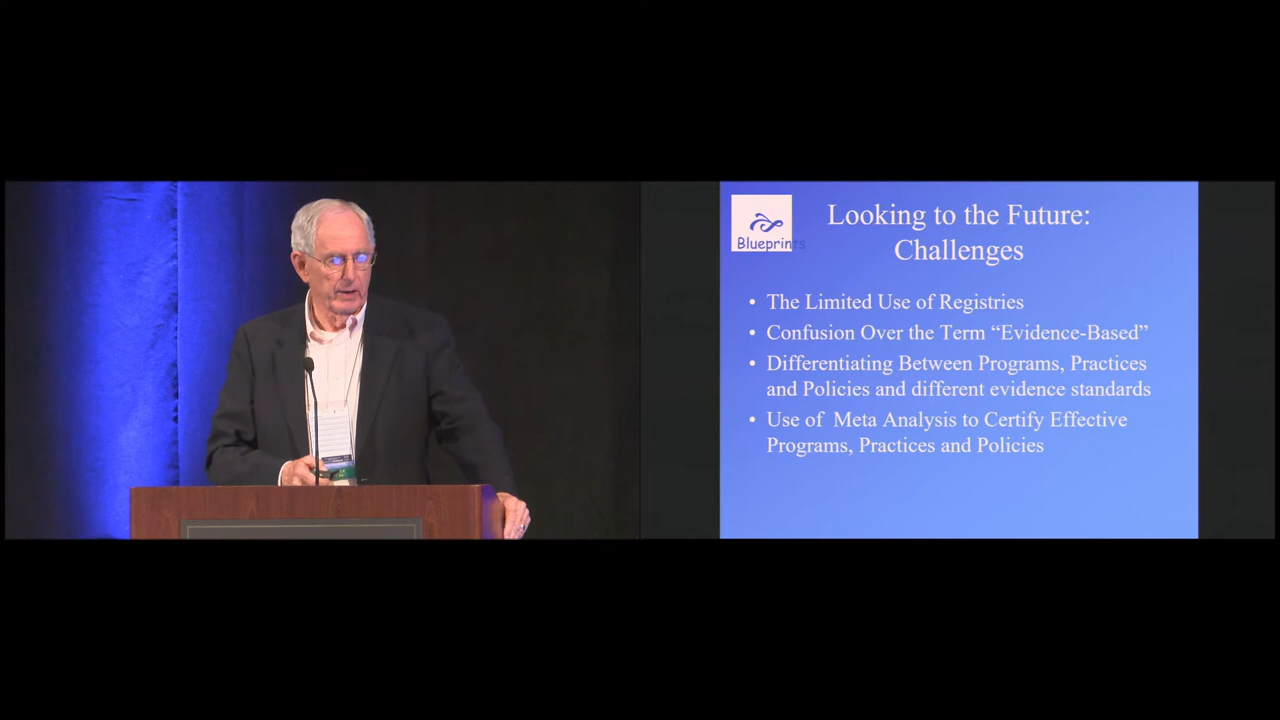 Blueprints
Looking to the Future:
Challenges
• The Limited Use of Registries
• Confusion Over the Term “Evidence-Based”
• Differentiating Between Programs, Practices
and Policies and different evidence standards
• Use of Meta Analysis to Certify Effective
Programs, Practices and Policies